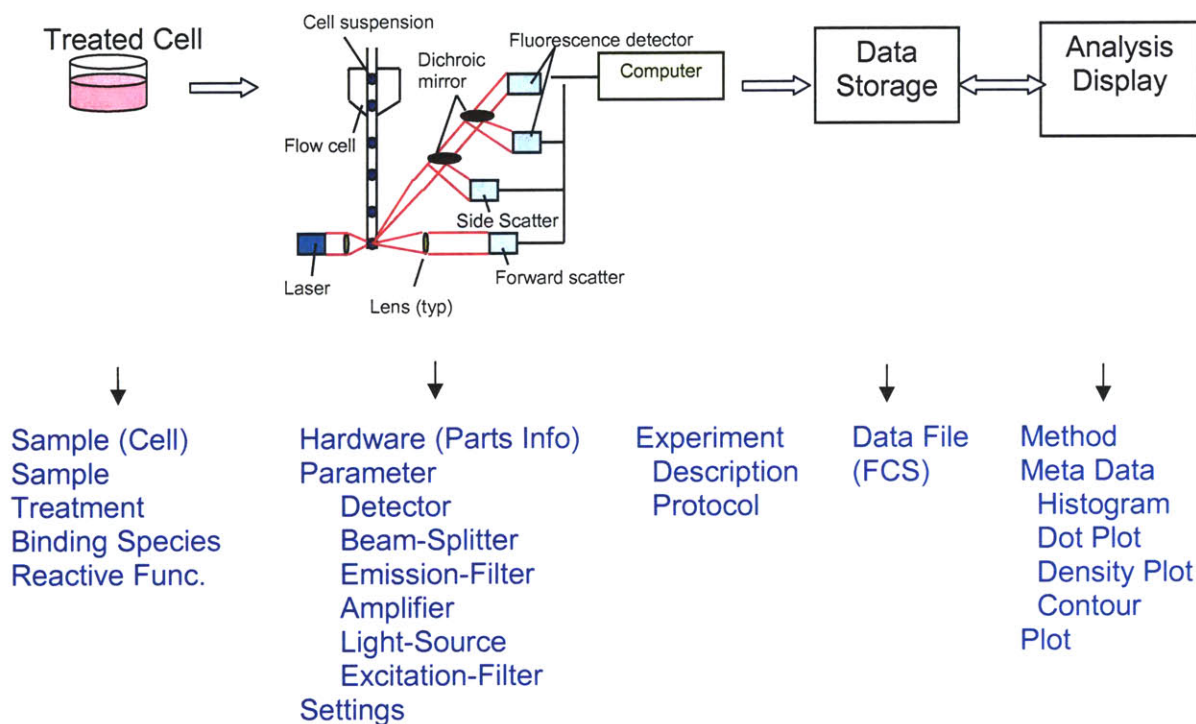 Treated Cell
Cell suspension
Dichroic
mirror
Fluorescence detector
Computer
Data
Storage
Analysis
Display
Flow cell
Side Scatter
Laser
Forward scatter
Lens (typ)
Sample (Cell)
Sample
Treatment
Binding Species
Reactive Func.
Hardware (Parts Info)
Parameter
Detector
Beam-Splitter
Emission-Filter
Amplifier
Light-Source
Excitation-Filter
Settings
Experiment
Description
Protocol
Data File
(FCS)
Method
Meta Data
Histogram
Dot Plot
Density Plot
Contour
Plot